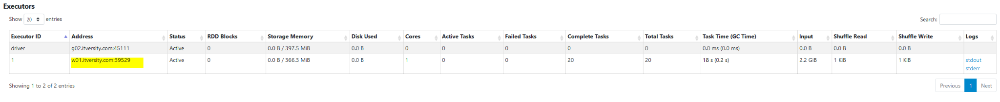 Executors
Show 20 entries Search:
Executor ID Address Status RDD Blocks Storage Memory Disk Used Cores Active Tasks Failed Tasks Complete Tasks Total Tasks Task Time (GC Time) Input Shuffle Read Shuffle Write Logs
driver g02.itversity.com:45111 Active 0 0.0 B / 397.5 MiB 0.0 B 0 0 0 0 0 0.0 ms (0.0 ms) 0.0 B 0.0 B 0.0 B
1 w01.itversity.com:39529 Active 0 0.0 B / 366.3 MiB 0.0 B 1 0 0 20 20 18 s (0.2 s) 2.2 GiB 1 KiB 1 KiB stdout
stderr
Showing 1 to 2 of 2 entries Previous 1 Next